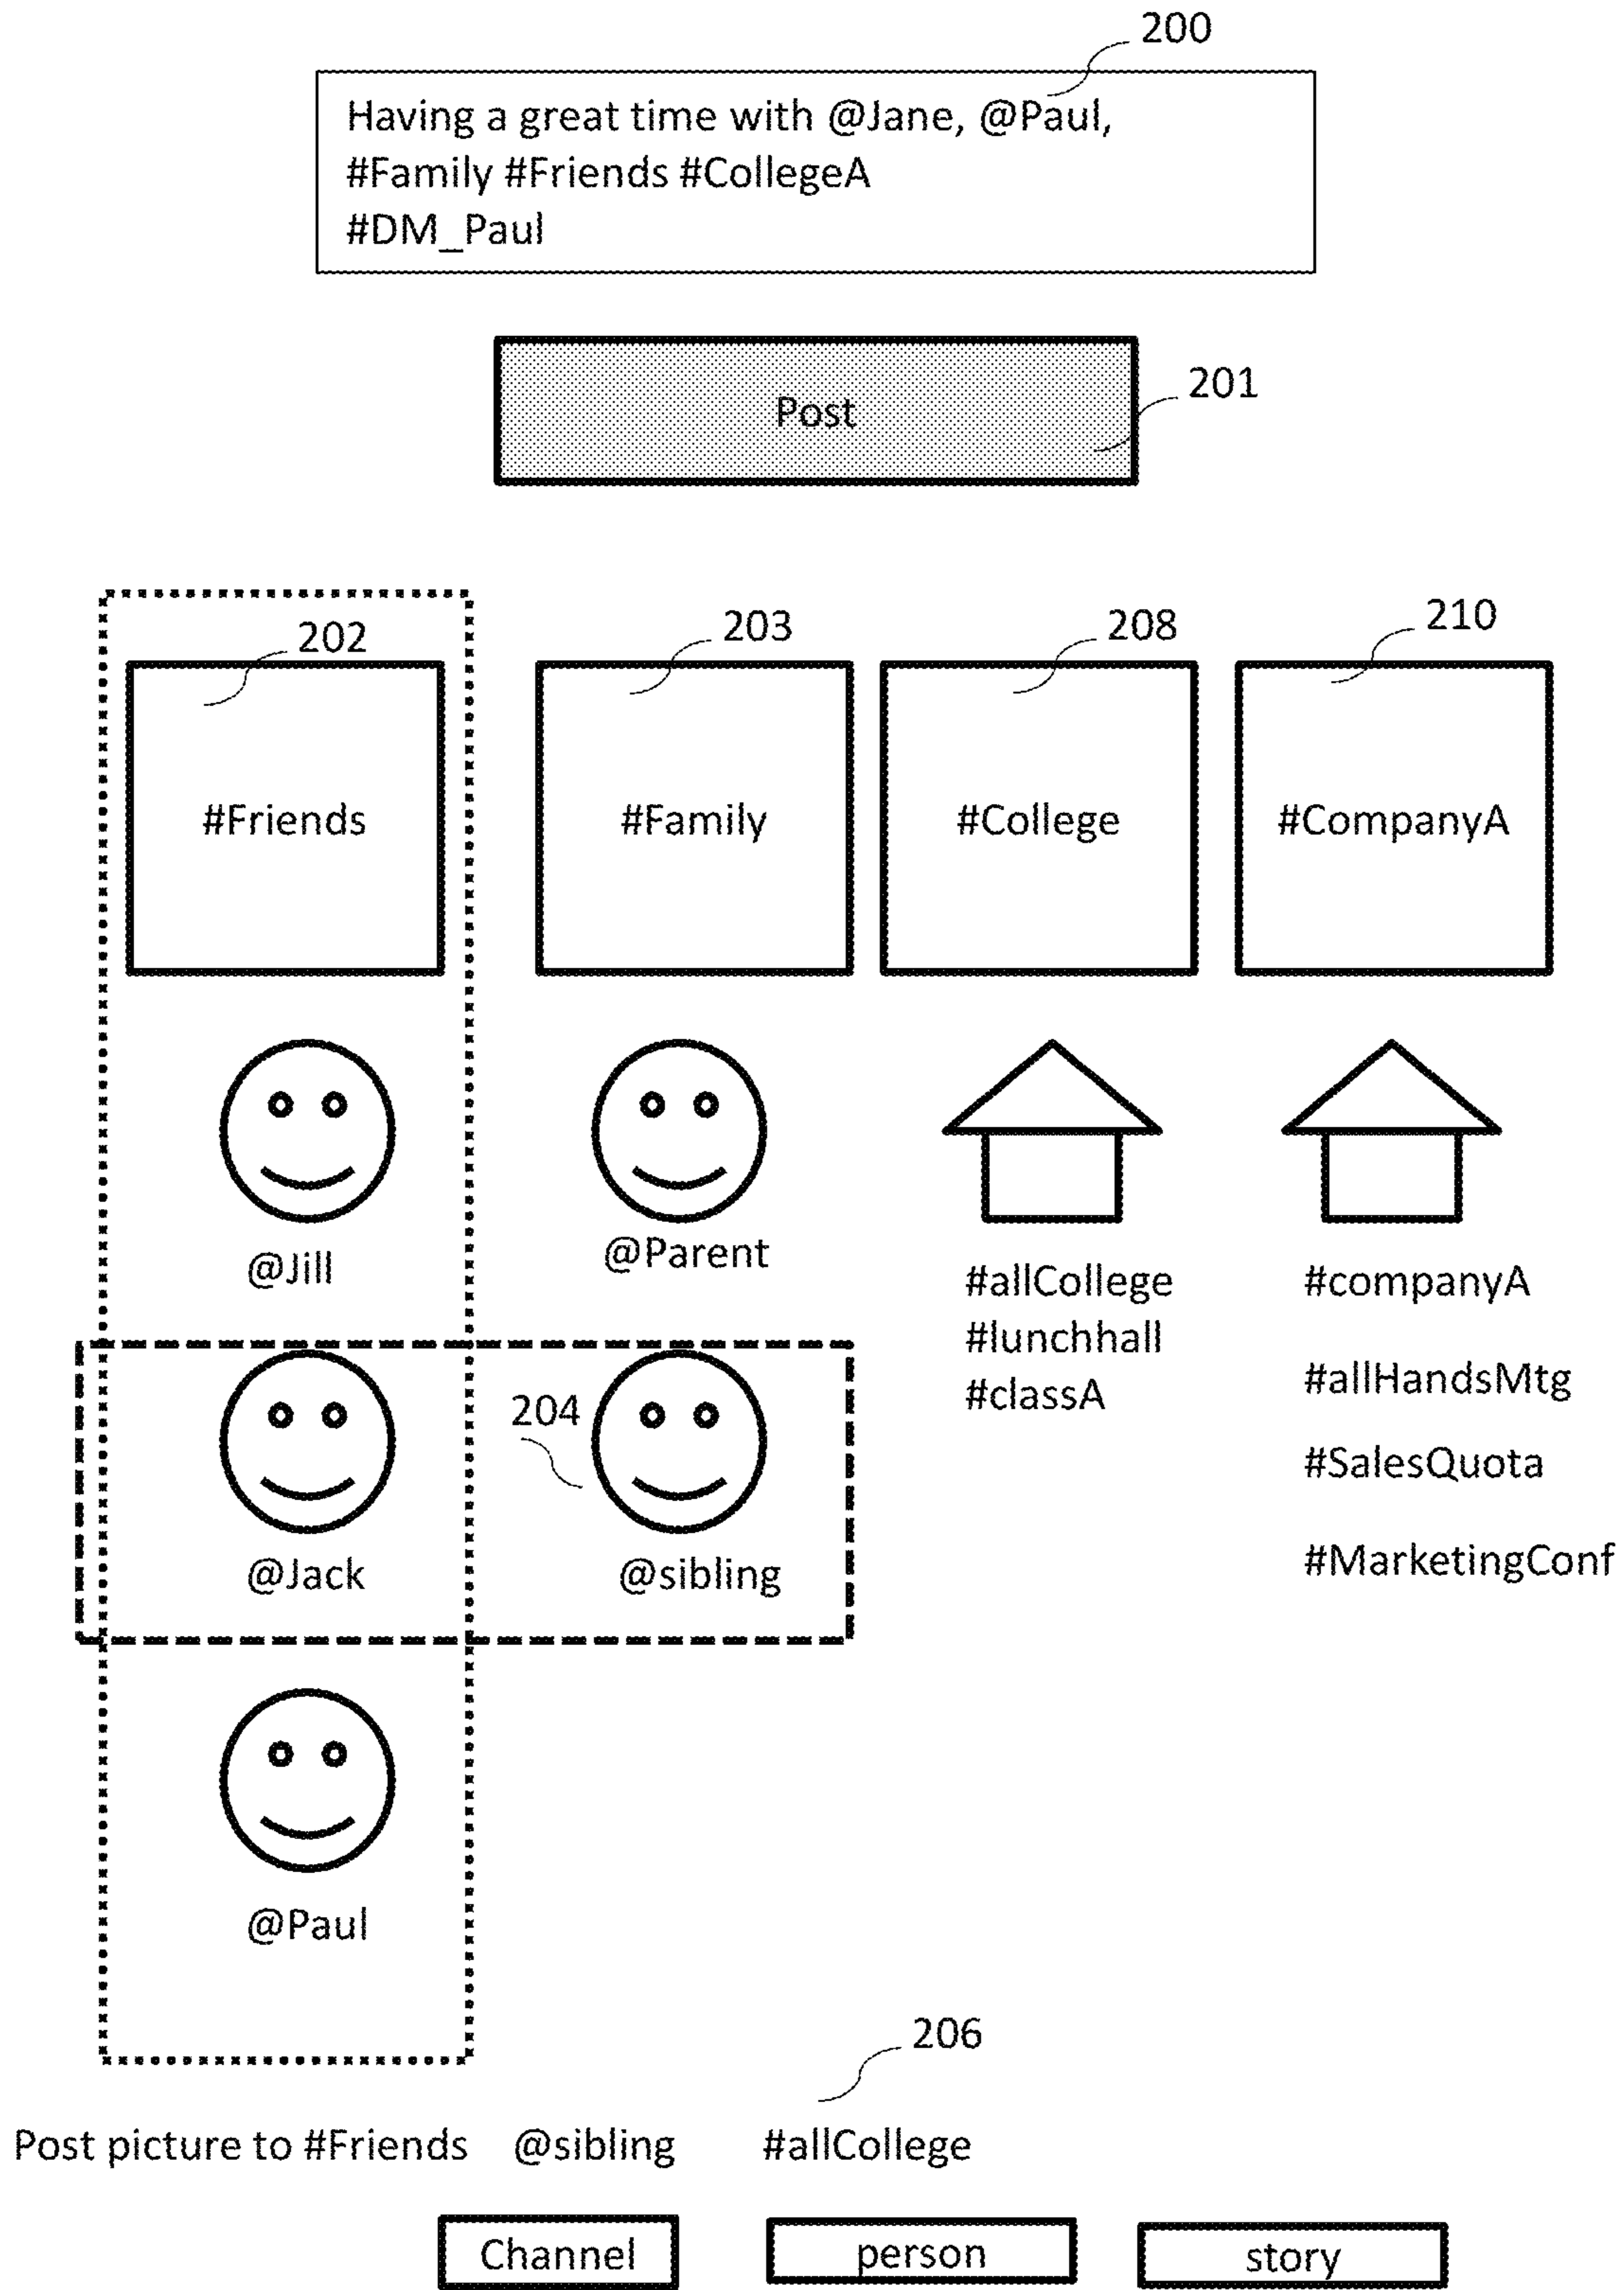 200
Having a great time with @Jane, @Paul,
#Family #Friends #CollegeA
#DM_Paul
Post
201
202
203
208
210
#Friends
#Family
#College
#CompanyA
@Jill
@Parent
#allCollege
#lunchhall
#classA
#companyA
#allHandsMtg
#SalesQuota
#MarketingConf
204
@Jack
@sibling
@Paul
206
Post picture to #Friends @sibling #allCollege
Channel
person
story